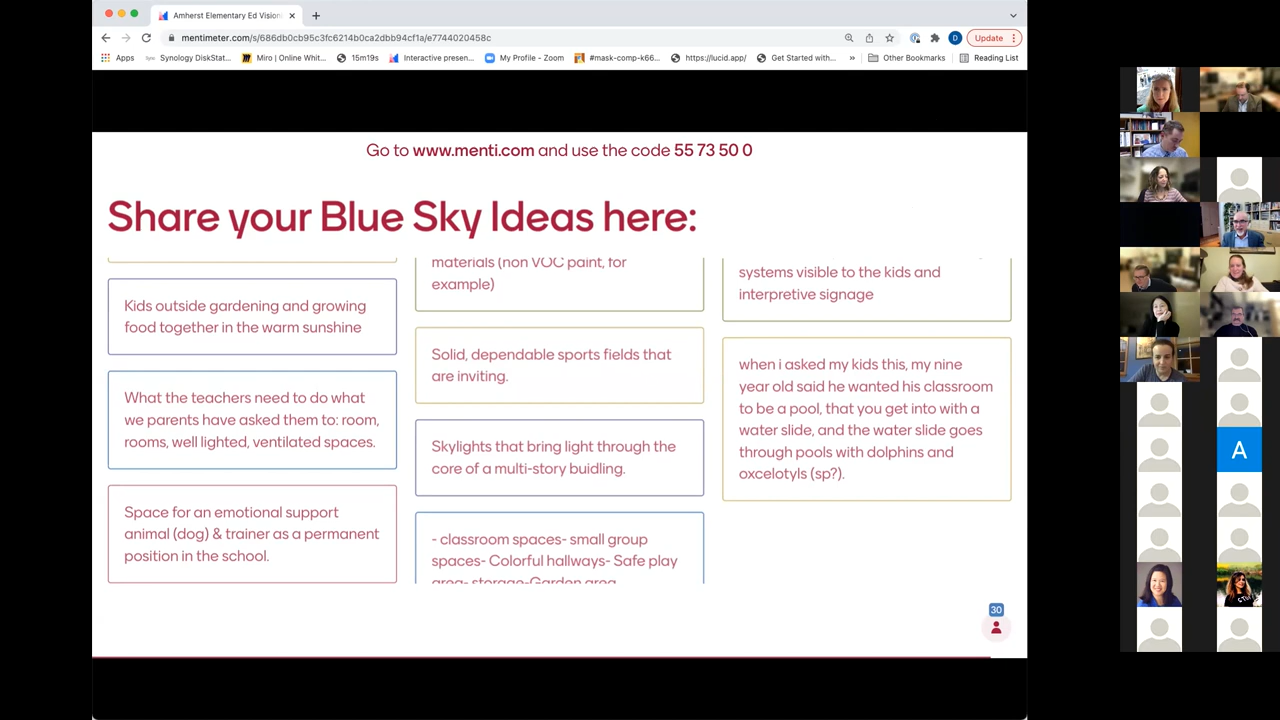 Amherst Elementary Ed Vision
mentimeter.com/s/686db0cb95c3fc6214b0ca2dbb94cf1a/e7744020458c
Update
Apps
Synology DiskStat...
Miro | Online Whit...
15m19s
Interactive presen...
My Profile - Zoom
#mask-comp-k66...
https://lucid.app/
Get Started with...
»
Other Bookmarks
Reading List
Go to www.menti.com and use the code 55 73 50 0
Share your Blue Sky Ideas here:
Kids outside gardening and growing
food together in the warm sunshine
What the teachers need to do what
we parents have asked them to: room,
rooms, well lighted, ventilated spaces.
Space for an emotional support
animal (dog) & trainer as a permanent
position in the school.
materials (non VOC paint, for
example)
Solid, dependable sports fields that
are inviting.
Skylights that bring light through the
core of a multi-story buidling.
- classroom spaces- small group
spaces- Colorful hallways- Safe play
area- storage-Garden area
systems visible to the kids and
interpretive signage
when i asked my kids this, my nine
year old said he wanted his classroom
to be a pool, that you get into with a
water slide, and the water slide goes
through pools with dolphins and
oxcelotyls (sp?).
30
D
A